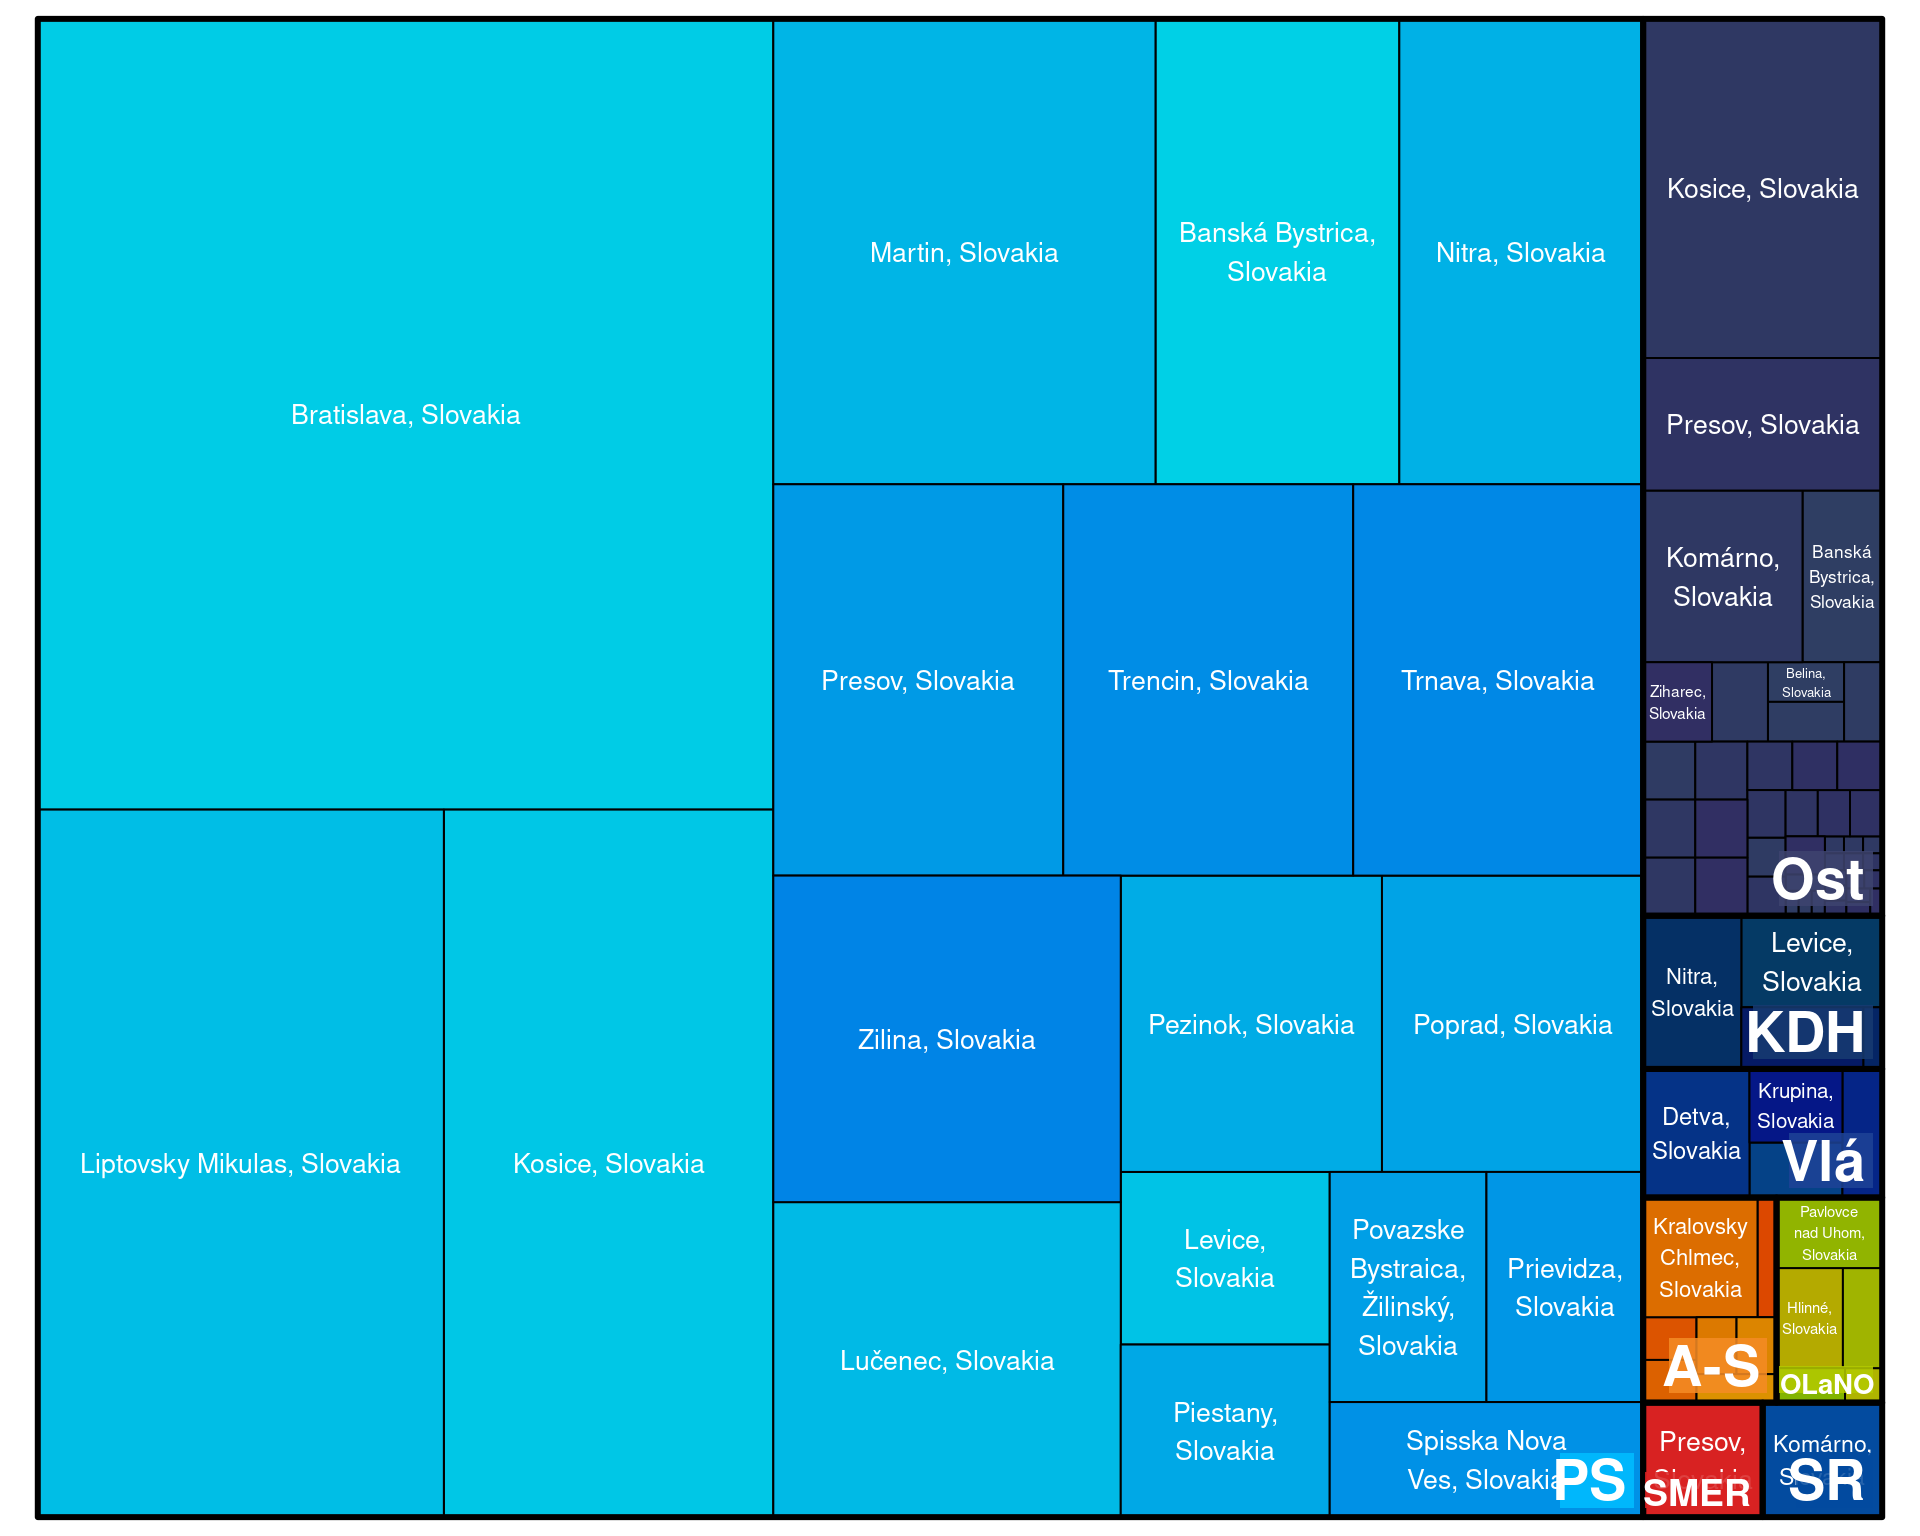 Bratislava, Slovakia
Martin, Slovakia
Banská Bystrica,
Slovakia
Nitra, Slovakia
Presov, Slovakia
Trencin, Slovakia
Trnava, Slovakia
Liptovsky Mikulas, Slovakia
Kosice, Slovakia
Zilina, Slovakia
Pezinok, Slovakia
Poprad, Slovakia
Lučenec, Slovakia
Levice,
Slovakia
Piestany,
Slovakia
Povazske
Bystraica,
Žilinský,
Slovakia
Prievidza,
Slovakia
Spisska Nova
Ves, Slovakia
PS
Kosice, Slovakia
Presov, Slovakia
Komárno,
Slovakia
Banská
Bystrica,
Slovakia
Ziharec,
Slovakia
Belina,
Slovakia
Ost
Nitra,
Slovakia
Levice,
Slovakia
KDH
Detva,
Slovakia
Krupina,
Slovakia
Vlá
Kralovsky
Chlmec,
Slovakia
A-S
Pavlovce
nad Uhom,
Slovakia
Hlinné,
Slovakia
OLaNO
Presov,
Slovakia
SMER
Komárno,
SR